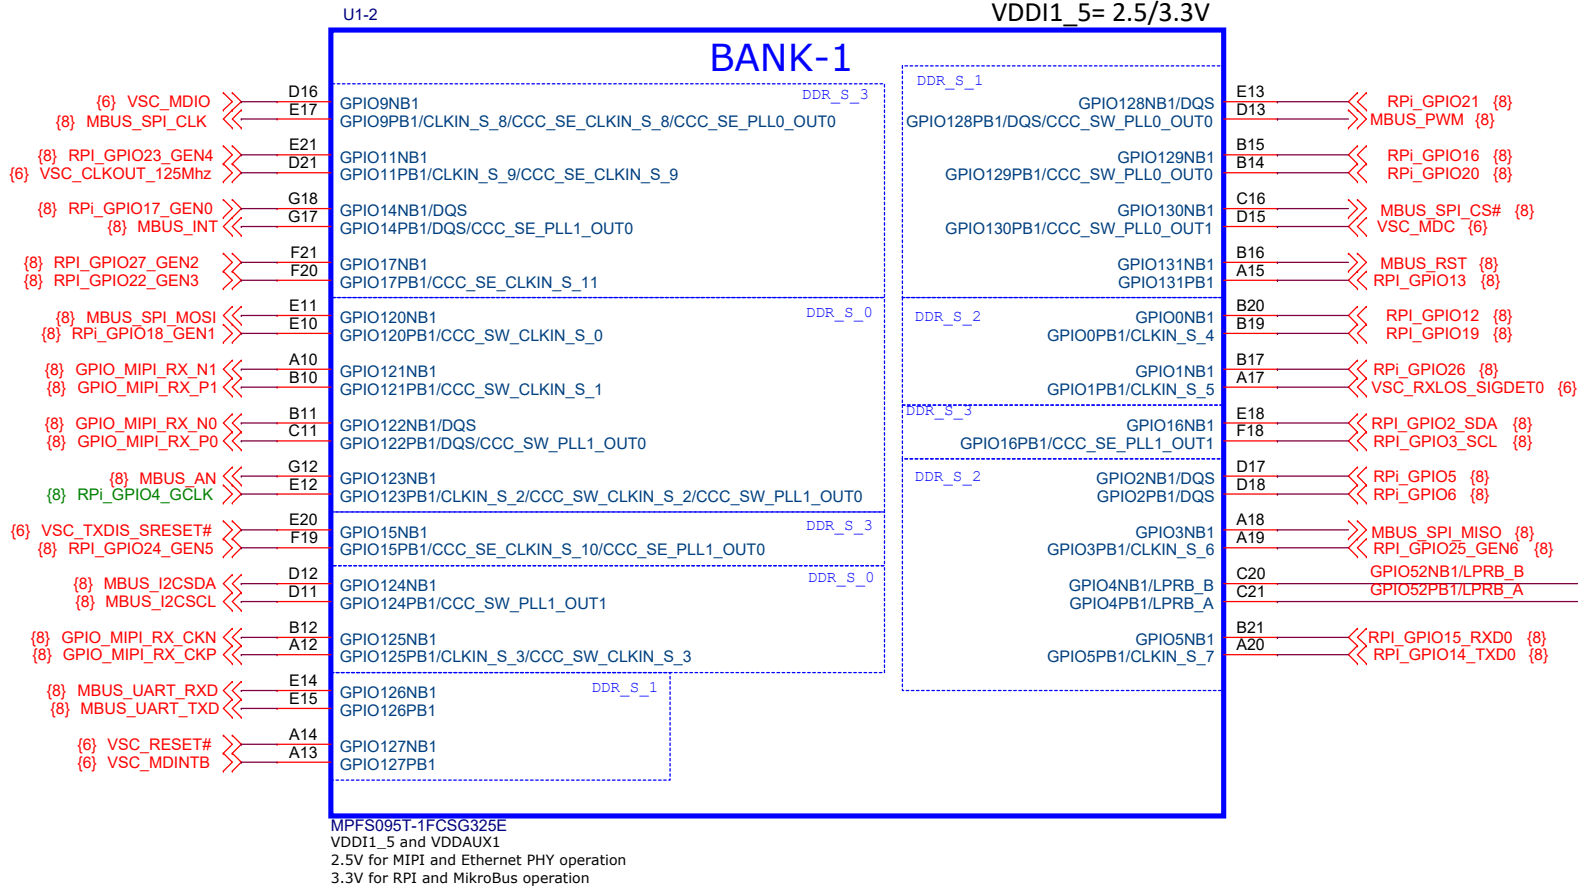 U1-2
VDDI1_5= 2.5/3.3V
BANK-1
DDR_S_3
{6} VSC_MDIO D16 GPIO9NB1
{8} MBUS_SPI_CLK E17 GPIO9PB1/CLKIN_S_8/CCC_SE_CLKIN_S_8/CCC_SE_PLL0_OUT0
{8} RPI_GPIO23_GEN4 E21 GPIO11NB1
{6} VSC_CLKOUT_125Mhz D21 GPIO11PB1/CLKIN_S_9/CCC_SE_CLKIN_S_9
{8} RPi_GPIO17_GEN0 G18 GPIO14NB1/DQS
{8} MBUS_INT G17 GPIO14PB1/DQS/CCC_SE_PLL1_OUT0
{8} RPI_GPIO27_GEN2 F21 GPIO17NB1
{8} RPI_GPIO22_GEN3 F20 GPIO17PB1/CCC_SE_CLKIN_S_11
DDR_S_0
{8} MBUS_SPI_MOSI E11 GPIO120NB1
{8} RPi_GPIO18_GEN1 E10 GPIO120PB1/CCC_SW_CLKIN_S_0
{8} GPIO_MIPI_RX_N1 A10 GPIO121NB1
{8} GPIO_MIPI_RX_P1 B10 GPIO121PB1/CCC_SW_CLKIN_S_1
{8} GPIO_MIPI_RX_N0 B11 GPIO122NB1/DQS
{8} GPIO_MIPI_RX_P0 C11 GPIO122PB1/DQS/CCC_SW_PLL1_OUT0
{8} MBUS_AN G12 GPIO123NB1
{8} RPi_GPIO4_GCLK E12 GPIO123PB1/CLKIN_S_2/CCC_SW_CLKIN_S_2/CCC_SW_PLL1_OUT0
DDR_S_3
{6} VSC_TXDIS_SRESET# E20 GPIO15NB1
{8} RPI_GPIO24_GEN5 F19 GPIO15PB1/CCC_SE_CLKIN_S_10/CCC_SE_PLL1_OUT0
DDR_S_0
{8} MBUS_I2CSDA D12 GPIO124NB1
{8} MBUS_I2CSCL D11 GPIO124PB1/CCC_SW_PLL1_OUT1
{8} GPIO_MIPI_RX_CKN B12 GPIO125NB1
{8} GPIO_MIPI_RX_CKP A12 GPIO125PB1/CLKIN_S_3/CCC_SW_CLKIN_S_3
DDR_S_1
{8} MBUS_UART_RXD E14 GPIO126NB1
{8} MBUS_UART_TXD E15 GPIO126PB1
{6} VSC_RESET# A14 GPIO127NB1
{6} VSC_MDINTB A13 GPIO127PB1
DDR_S_1
GPIO128NB1/DQS E13 RPi_GPIO21 {8}
GPIO128PB1/DQS/CCC_SW_PLL0_OUT0 D13 MBUS_PWM {8}
GPIO129NB1 B15 RPi_GPIO16 {8}
GPIO129PB1/CCC_SW_PLL0_OUT0 B14 RPi_GPIO20 {8}
GPIO130NB1 C16 MBUS_SPI_CS# {8}
GPIO130PB1/CCC_SW_PLL0_OUT1 D15 VSC_MDC {6}
GPIO131NB1 B16 MBUS_RST {8}
GPIO131PB1 A15 RPI_GPIO13 {8}
DDR_S_2
GPIO0NB1 B20 RPI_GPIO12 {8}
GPIO0PB1/CLKIN_S_4 B19 RPI_GPIO19 {8}
GPIO1NB1 B17 RPi_GPIO26 {8}
GPIO1PB1/CLKIN_S_5 A17 VSC_RXLOS_SIGDET0 {6}
DDR_S_3
GPIO16NB1 E18 RPI_GPIO2_SDA {8}
GPIO16PB1/CCC_SE_PLL1_OUT1 F18 RPI_GPIO3_SCL {8}
DDR_S_2
GPIO2NB1/DQS D17 RPi_GPIO5 {8}
GPIO2PB1/DQS D18 RPi_GPIO6 {8}
GPIO3NB1 A18 MBUS_SPI_MISO {8}
GPIO3PB1/CLKIN_S_6 A19 RPI_GPIO25_GEN6 {8}
GPIO4NB1/LPRB_B C20 GPIO52NB1/LPRB_B
GPIO4PB1/LPRB_A C21 GPIO52PB1/LPRB_A
GPIO5NB1 B21 RPI_GPIO15_RXD0 {8}
GPIO5PB1/CLKIN_S_7 A20 RPI_GPIO14_TXD0 {8}
MPFS095T-1FCSG325E
VDDI1_5 and VDDAUX1
2.5V for MIPI and Ethernet PHY operation
3.3V for RPI and MikroBus operation